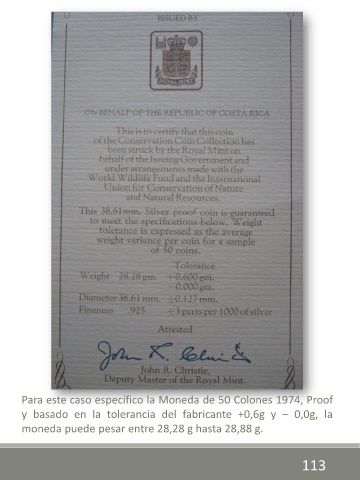 ISSUED BY
ROYAL MINT
ON BEHALF OF THE REPUBLIC OF COSTA RICA
This is to certify that this coin
of the Conservation Coin Collection has
been struck by the Royal Mint on
behalf of the Issuing Government and
under arrangements made with the
World Wildlife Fund and the International
Union for Conservation of Nature
and Natural Resources.
This 38.61mm. Silver proof coin is guaranteed
to meet the specifications below. Weight
tolerance is expressed as the average
weight variance per coin for a sample
of 50 coins.
Tolerance
Weight 28.28 gm. +0.600gm.
-0.000gm.
Diameter 38.61 mm. ±0.127mm.
Fineness .925 ±3 parts per 1000 of silver
Attested
John R. Christie
John R. Christie,
Deputy Master of the Royal Mint.
Para este caso específico la Moneda de 50 Colones 1974, Proof
y basado en la tolerancia del fabricante +0,6g y – 0,0g, la
moneda puede pesar entre 28,28 g hasta 28,88 g.
113